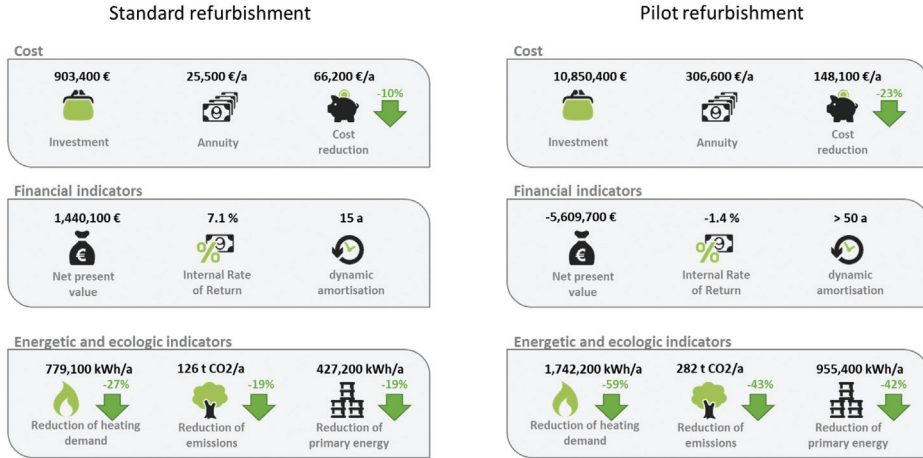 Standard refurbishment
Cost
903,400 €
25,500 €/a
66,200 €/a
-10%
Investment
Annuity
Cost
reduction
Financial indicators
1,440,100 €
7.1 %
15 a
€
%
Net present
value
Internal Rate
of Return
dynamic
amortisation
Energetic and ecologic indicators
779,100 kWh/a
126 t CO2/a
427,200 kWh/a
-27%
-19%
-19%
Reduction of heating
demand
Reduction of
emissions
Reduction of
primary energy
Pilot refurbishment
Cost
10,850,400 €
306,600 €/a
148,100 €/a
-23%
Investment
Annuity
Cost
reduction
Financial indicators
-5,609,700 €
-1.4 %
> 50 a
€
%
Net present
value
Internal Rate
of Return
dynamic
amortisation
Energetic and ecologic indicators
1,742,200 kWh/a
282 t CO2/a
955,400 kWh/a
-59%
-43%
-42%
Reduction of heating
demand
Reduction of
emissions
Reduction of
primary energy